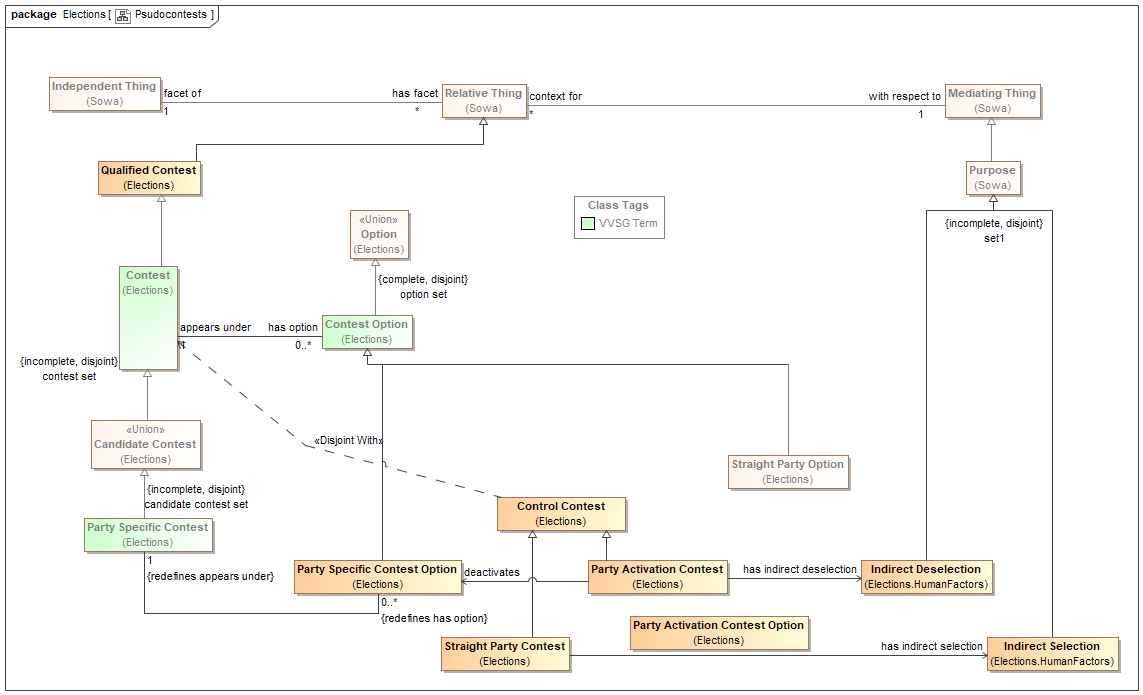 package Elections [ Psudocontests ]
Independent Thing
(Sowa)
facet of
1
has facet
*
Relative Thing
(Sowa)
context for
*
with respect to
1
Mediating Thing
(Sowa)
Qualified Contest
(Elections)
Purpose
(Sowa)
{incomplete, disjoint}
set1
Class Tags
VVSG Term
«Union»
Option
(Elections)
{complete, disjoint}
option set
Contest
(Elections)
appears under
1
has option
0..*
Contest Option
(Elections)
{incomplete, disjoint}
contest set
«Union»
Candidate Contest
(Elections)
«Disjoint With»
Straight Party Option
(Elections)
{incomplete, disjoint}
candidate contest set
Party Specific Contest
(Elections)
1
{redefines appears under}
Control Contest
(Elections)
Party Specific Contest Option
(Elections)
0..*
{redefines has option}
deactivates
Party Activation Contest
(Elections)
has indirect deselection
Indirect Deselection
(Elections.HumanFactors)
Party Activation Contest Option
(Elections)
Straight Party Contest
(Elections)
has indirect selection
Indirect Selection
(Elections.HumanFactors)